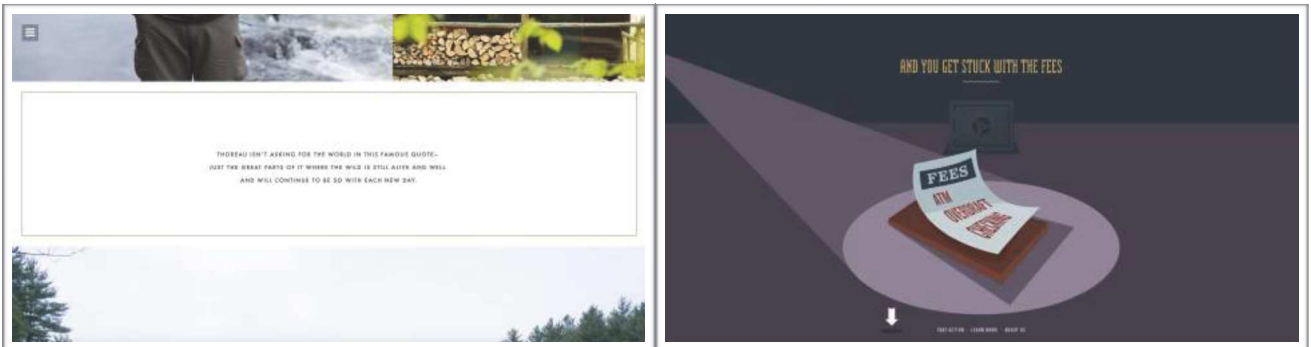 THOREAU ISN'T ASKING FOR THE WORLD IN THIS FAMOUS QUOTE–
JUST THE GREAT PARTS OF IT WHERE THE WILD IS STILL ALIVE AND WELL
AND WILL CONTINUE TO BE SO WITH EACH NEW DAY.
AND YOU GET STUCK WITH THE FEES
FEES
ATM
OVERDRAFT
CHECKING
TAKE ACTION LEARN MORE ABOUT US